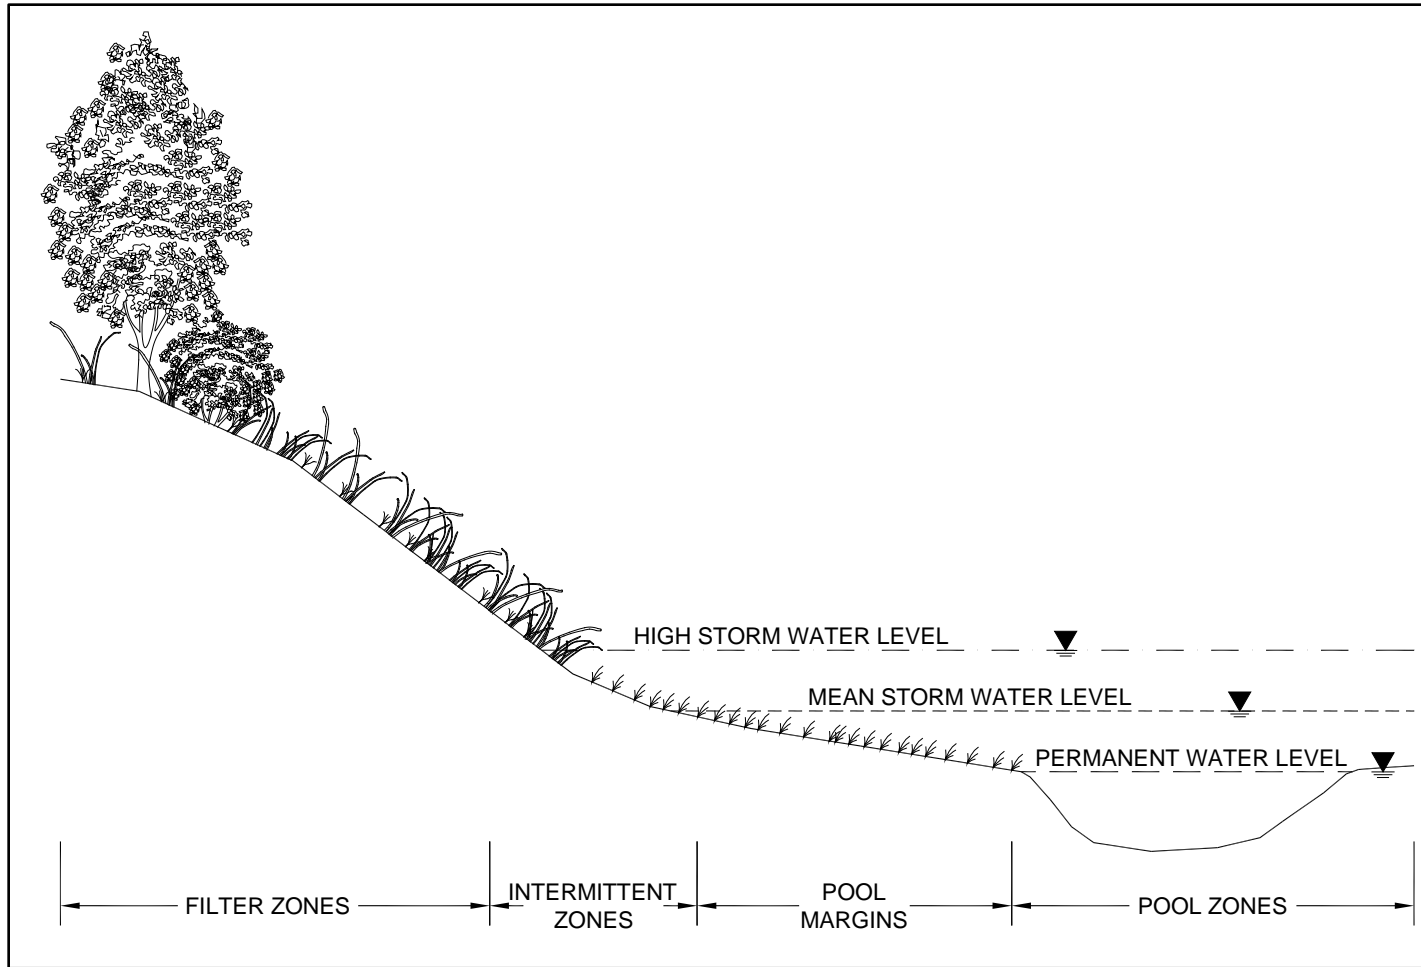 HIGH STORM WATER LEVEL
MEAN STORM WATER LEVEL
PERMANENT WATER LEVEL
FILTER ZONES
INTERMITTENT
ZONES
POOL
MARGINS
POOL ZONES